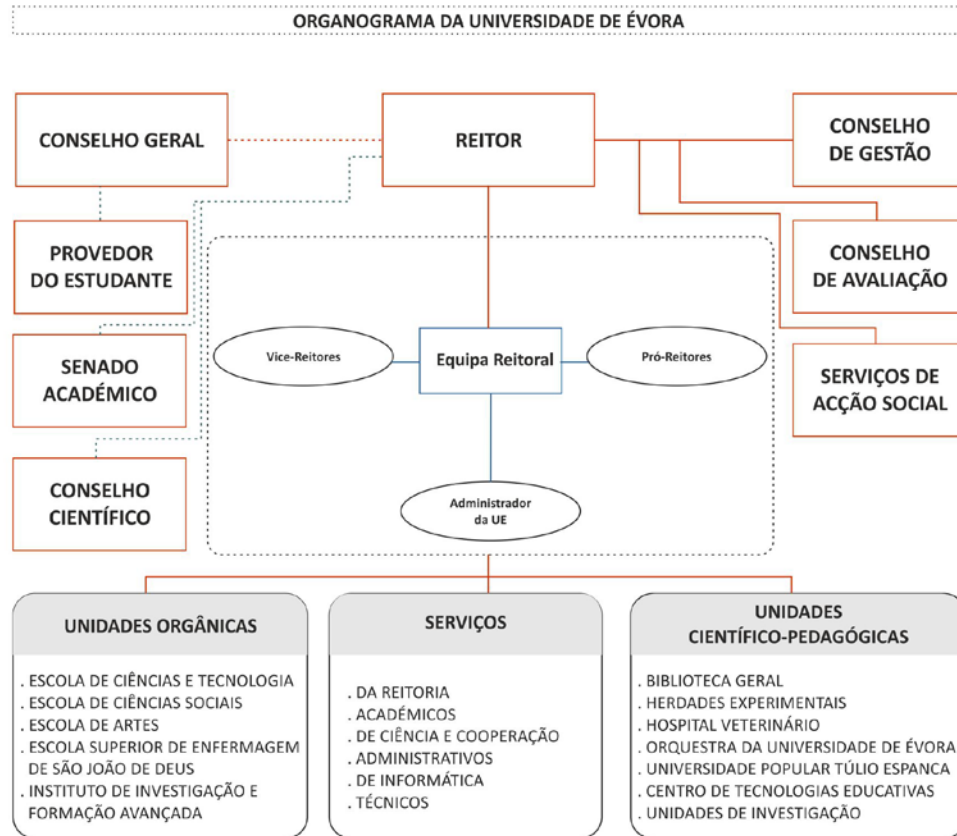 ORGANOGRAMA DA UNIVERSIDADE DE ÉVORA
CONSELHO GERAL
REITOR
CONSELHO
DE GESTÃO
PROVEDOR
DO ESTUDANTE
CONSELHO
DE AVALIAÇÃO
SENADO
ACADÉMICO
Vice-Reitores
Equipa Reitoral
Pró-Reitores
SERVIÇOS DE
ACÇÃO SOCIAL
CONSELHO
CIENTÍFICO
Administrador
da UE
UNIDADES ORGÂNICAS
. ESCOLA DE CIÊNCIAS E TECNOLOGIA
. ESCOLA DE CIÊNCIAS SOCIAIS
. ESCOLA DE ARTES
. ESCOLA SUPERIOR DE ENFERMAGEM
DE SÃO JOÃO DE DEUS
. INSTITUTO DE INVESTIGAÇÃO E
FORMAÇÃO AVANÇADA
SERVIÇOS
. DA REITORIA
. ACADÉMICOS
. DE CIÊNCIA E COOPERAÇÃO
. ADMINISTRATIVOS
. DE INFORMÁTICA
. TÉCNICOS
UNIDADES
CIENTÍFICO-PEDAGÓGICAS
. BIBLIOTECA GERAL
. HERDADES EXPERIMENTAIS
. HOSPITAL VETERINÁRIO
. ORQUESTRA DA UNIVERSIDADE DE ÉVORA
. UNIVERSIDADE POPULAR TÚLIO ESPANCA
. CENTRO DE TECNOLOGIAS EDUCATIVAS
. UNIDADES DE INVESTIGAÇÃO